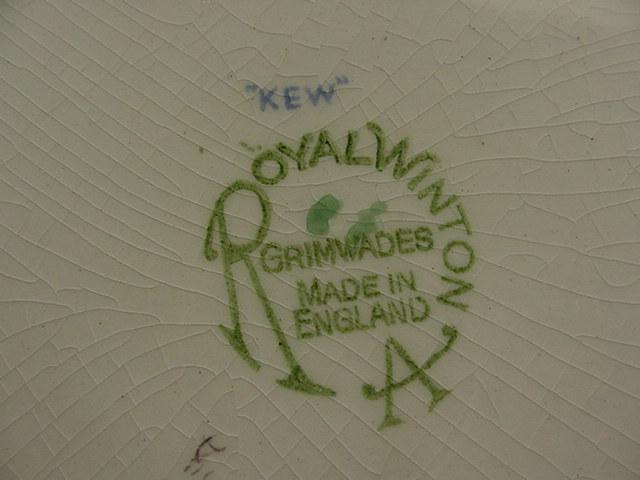 "KEW"
ROYAL WINTON
GRIMWADES
MADE IN
ENGLAND
A